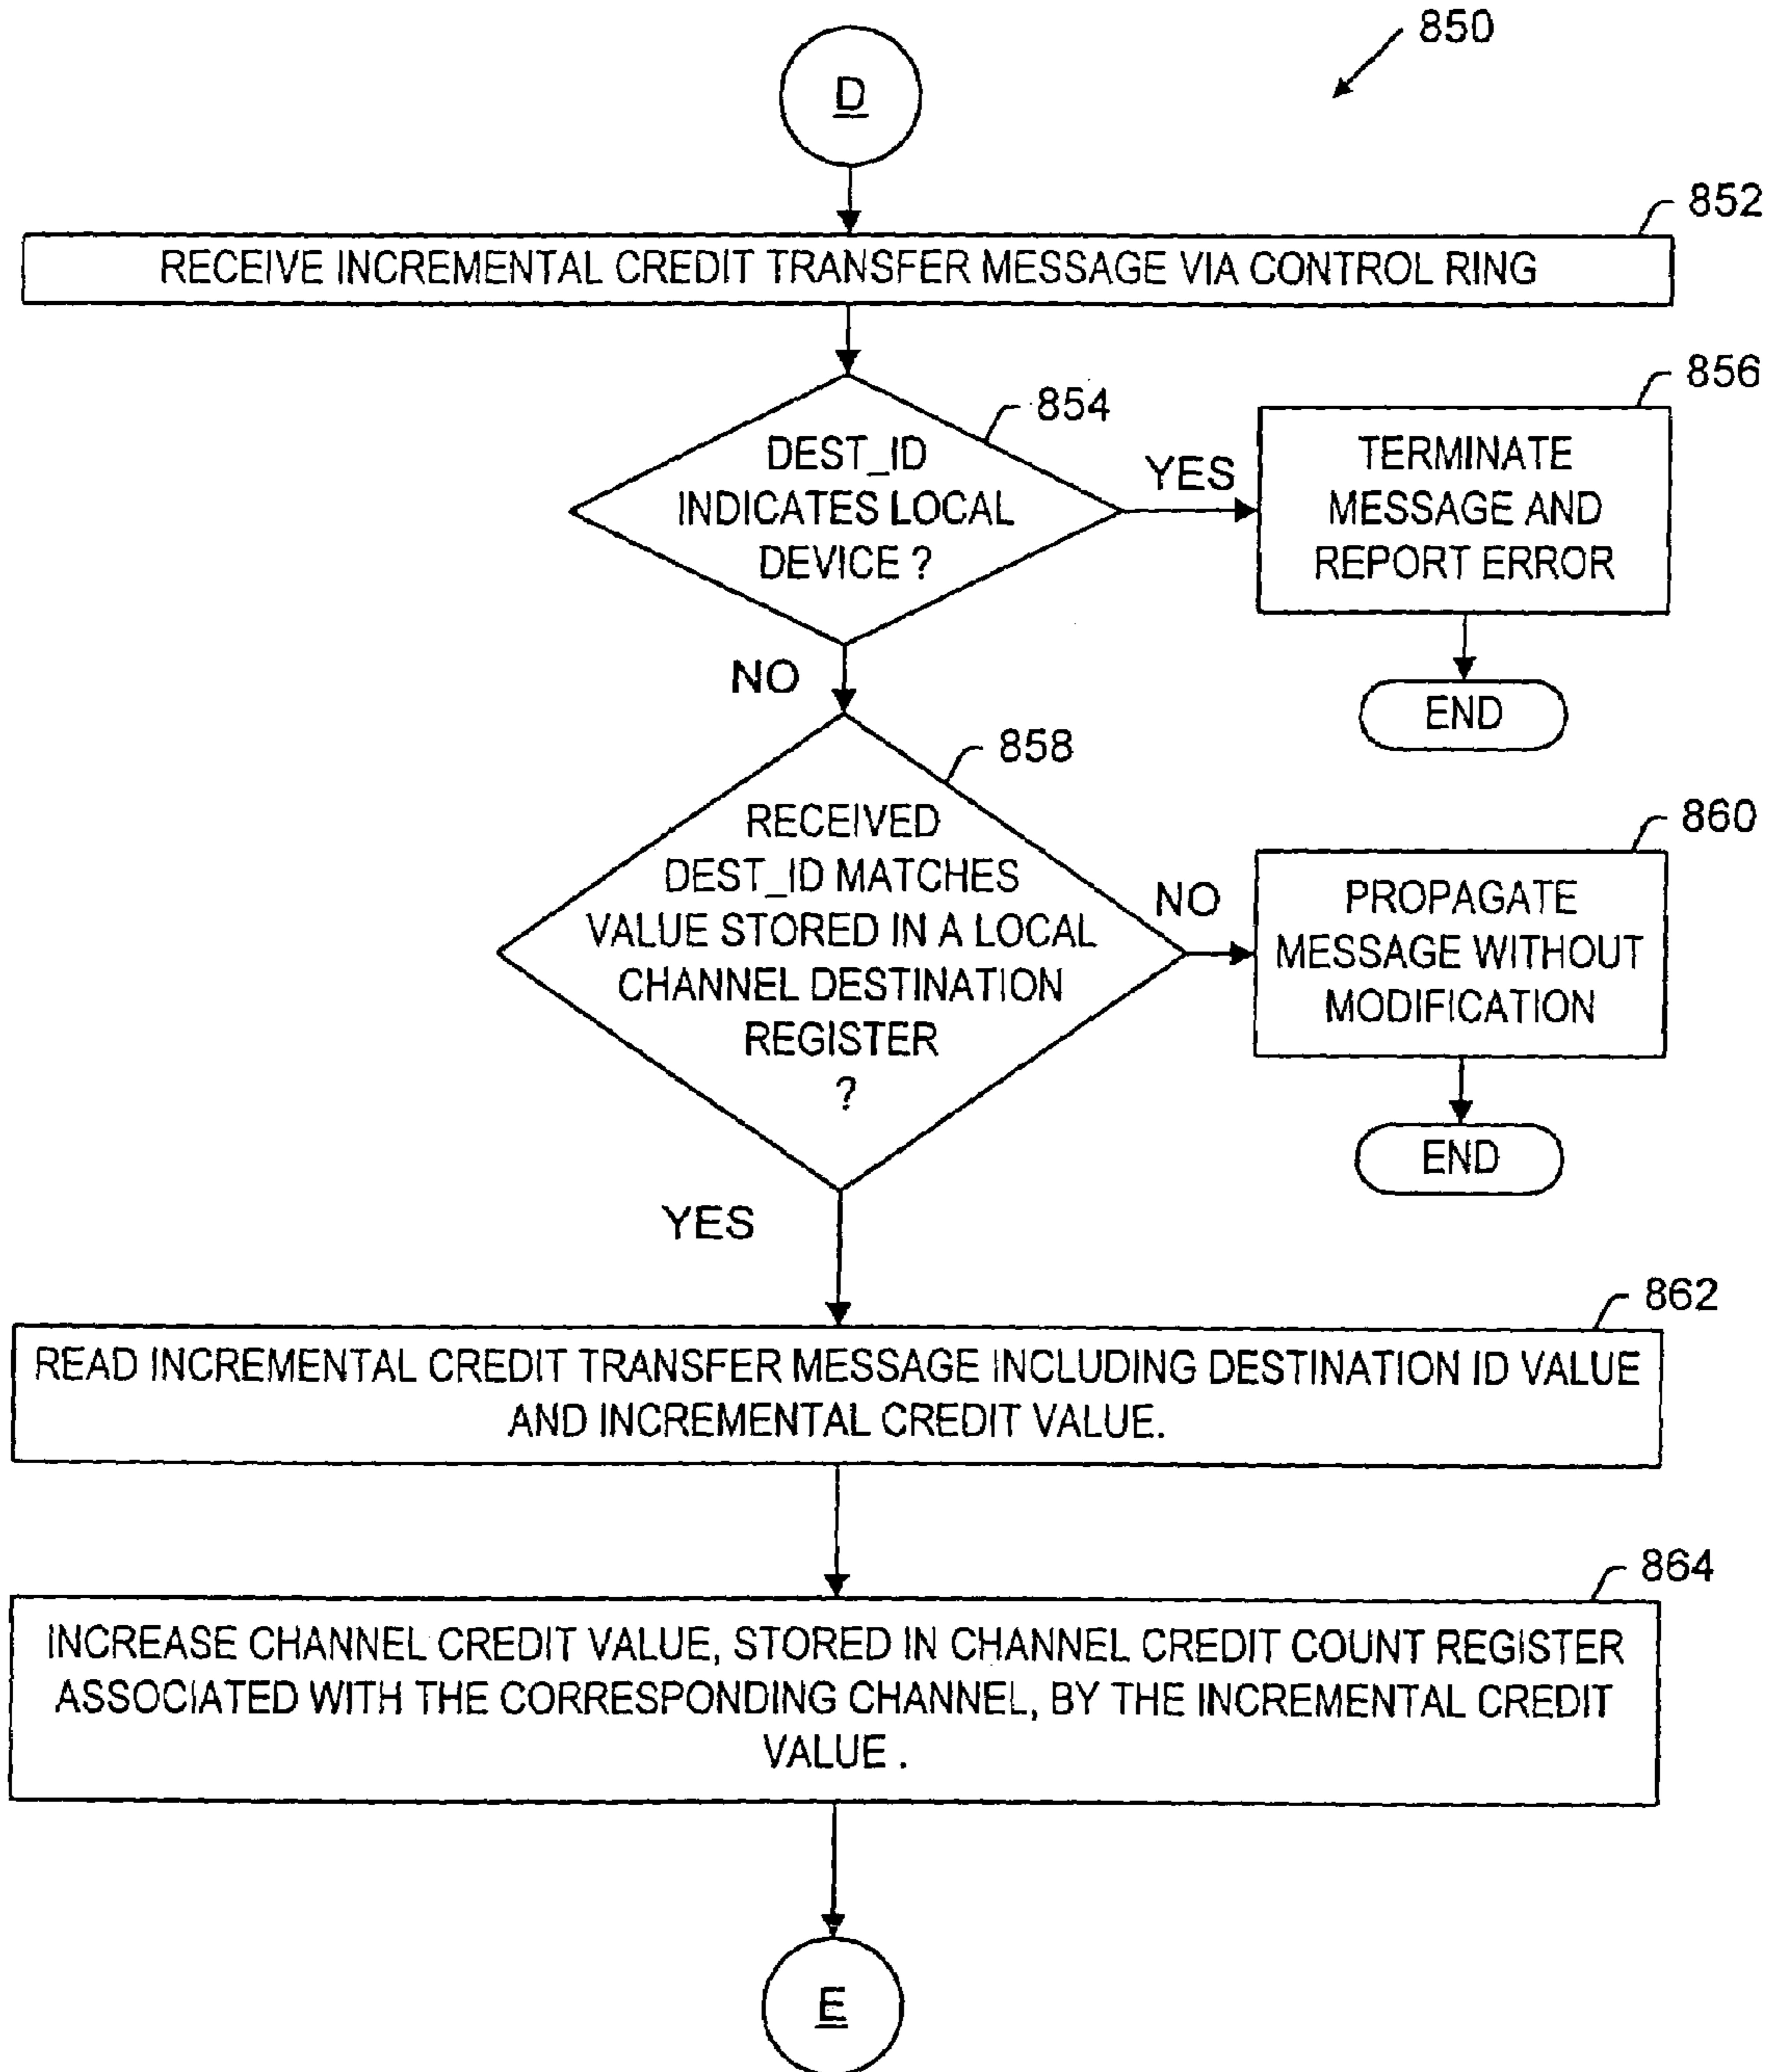 850
D
852
RECEIVE INCREMENTAL CREDIT TRANSFER MESSAGE VIA CONTROL RING
854
DEST_ID
INDICATES LOCAL
DEVICE ?
YES
856
TERMINATE
MESSAGE AND
REPORT ERROR
END
NO
858
RECEIVED
DEST_ID MATCHES
VALUE STORED IN A LOCAL
CHANNEL DESTINATION
REGISTER
?
NO
860
PROPAGATE
MESSAGE WITHOUT
MODIFICATION
END
YES
862
READ INCREMENTAL CREDIT TRANSFER MESSAGE INCLUDING DESTINATION ID VALUE
AND INCREMENTAL CREDIT VALUE.
864
INCREASE CHANNEL CREDIT VALUE, STORED IN CHANNEL CREDIT COUNT REGISTER
ASSOCIATED WITH THE CORRESPONDING CHANNEL, BY THE INCREMENTAL CREDIT
VALUE .
E